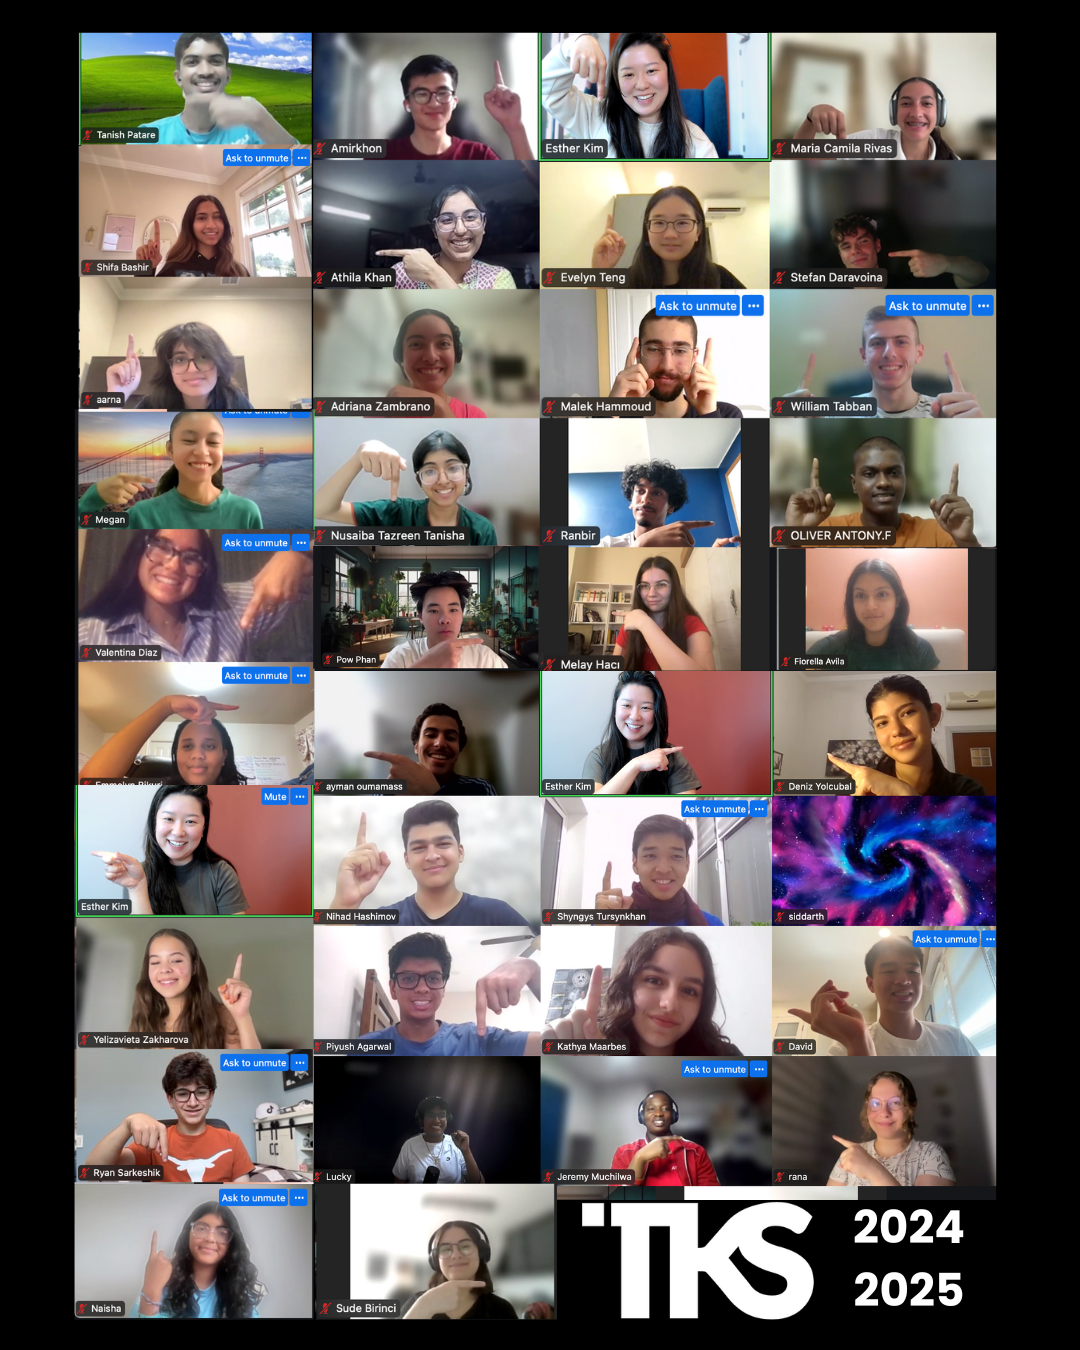 Tanish Patare
Amirkhon
Esther Kim
Maria Camila Rivas
Ask to unmute ...
Shifa Bashir
Athila Khan
Evelyn Teng
Stefan Daravoina
aarna
Adriana Zambrano
Ask to unmute ...
Malek Hammoud
Ask to unmute ...
William Tabban
Ask to unmute
Megan
Nusaiba Tazreen Tanisha
Ranbir
OLIVER ANTONY.F
Ask to unmute ...
Valentina Diaz
Pow Phan
Melay Hacı
Fiorella Avila
Ask to unmute ...
ayman oumamass
Esther Kim
Deniz Yolcubal
Mute ...
Esther Kim
Nihad Hashimov
Ask to unmute ...
Shyngys Tursynkhan
siddarth
Yelizavieta Zakharova
Piyush Agarwal
Kathya Maarbes
Ask to unmute ...
David
Ask to unmute ...
Ryan Sarkeshik
Lucky
Ask to unmute ...
Jeremy Muchilwa
rana
Ask to unmute ...
Naisha
Sude Birinci
TKS
2024
2025